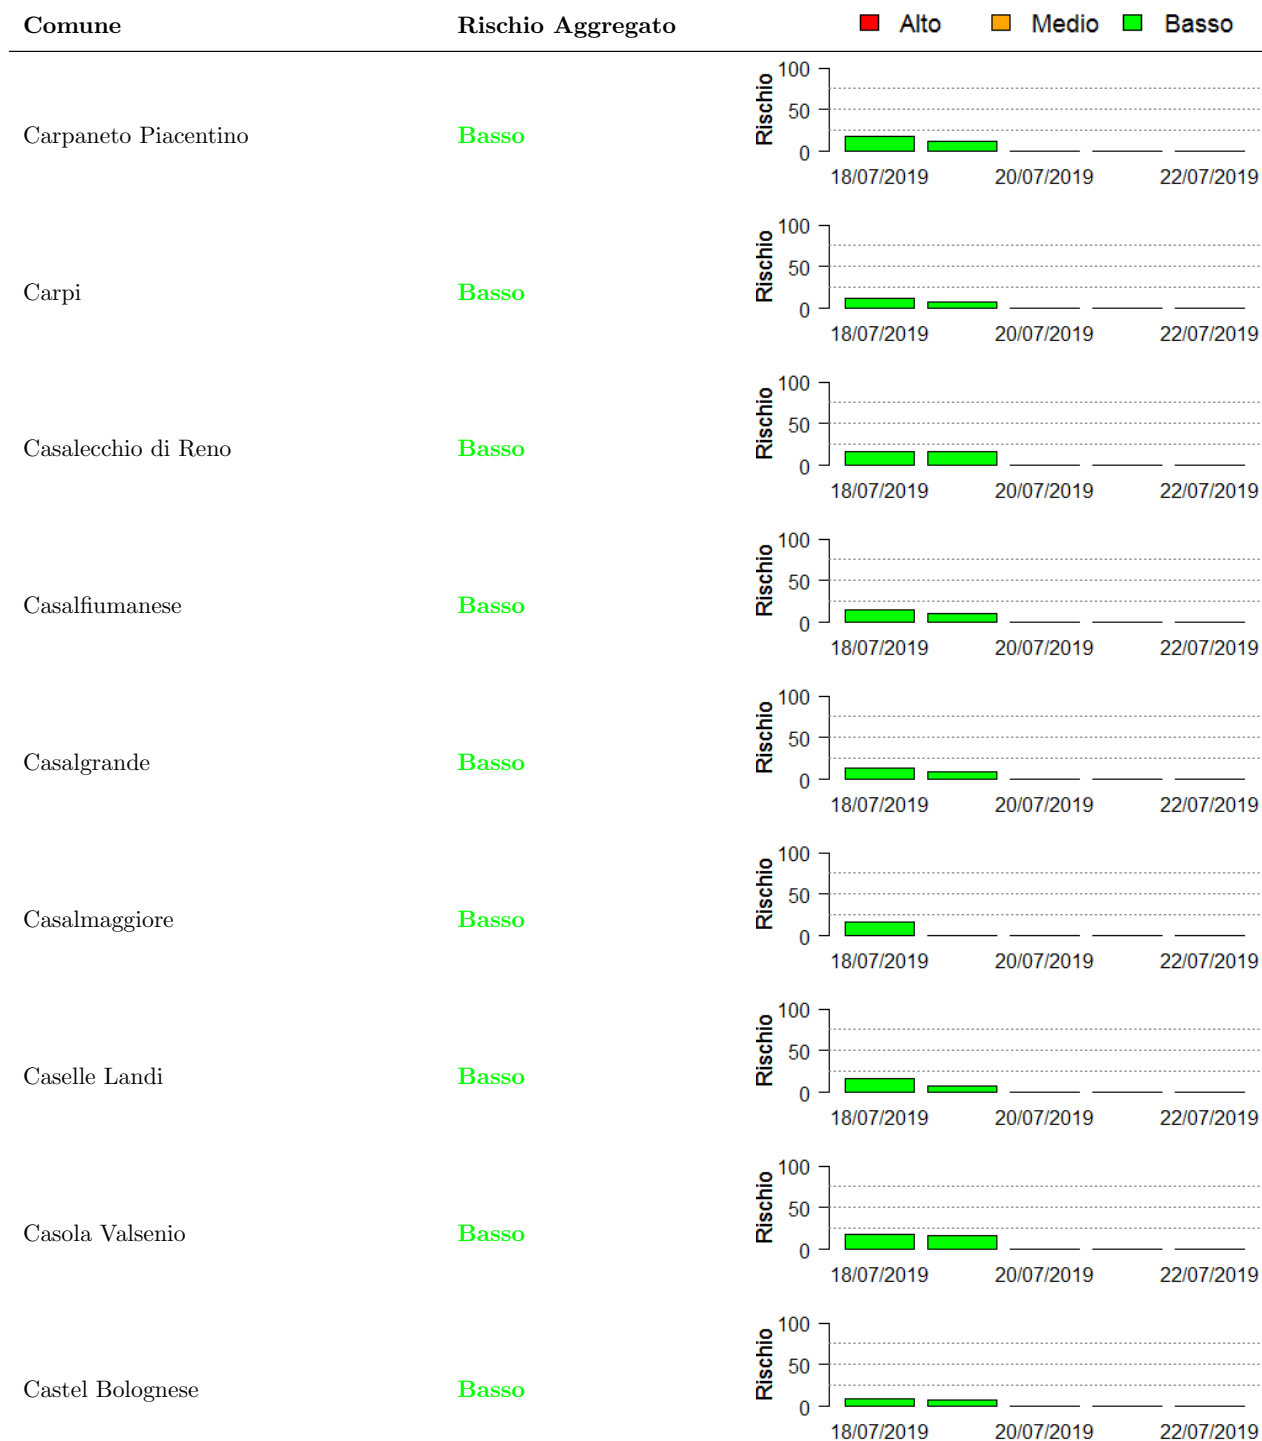 Comune Rischio Aggregato Alto Medio Basso
100
50
0
Rischio
Carpaneto Piacentino Basso
18/07/2019 20/07/2019 22/07/2019
100
50
0
Rischio
Carpi Basso
18/07/2019 20/07/2019 22/07/2019
100
50
0
Rischio
Casalecchio di Reno Basso
18/07/2019 20/07/2019 22/07/2019
100
50
0
Rischio
Casalfiumanese Basso
18/07/2019 20/07/2019 22/07/2019
100
50
0
Rischio
Casalgrande Basso
18/07/2019 20/07/2019 22/07/2019
100
50
0
Rischio
Casalmaggiore Basso
18/07/2019 20/07/2019 22/07/2019
100
50
0
Rischio
Caselle Landi Basso
18/07/2019 20/07/2019 22/07/2019
100
50
0
Rischio
Casola Valsenio Basso
18/07/2019 20/07/2019 22/07/2019
100
50
0
Rischio
Castel Bolognese Basso
18/07/2019 20/07/2019 22/07/2019